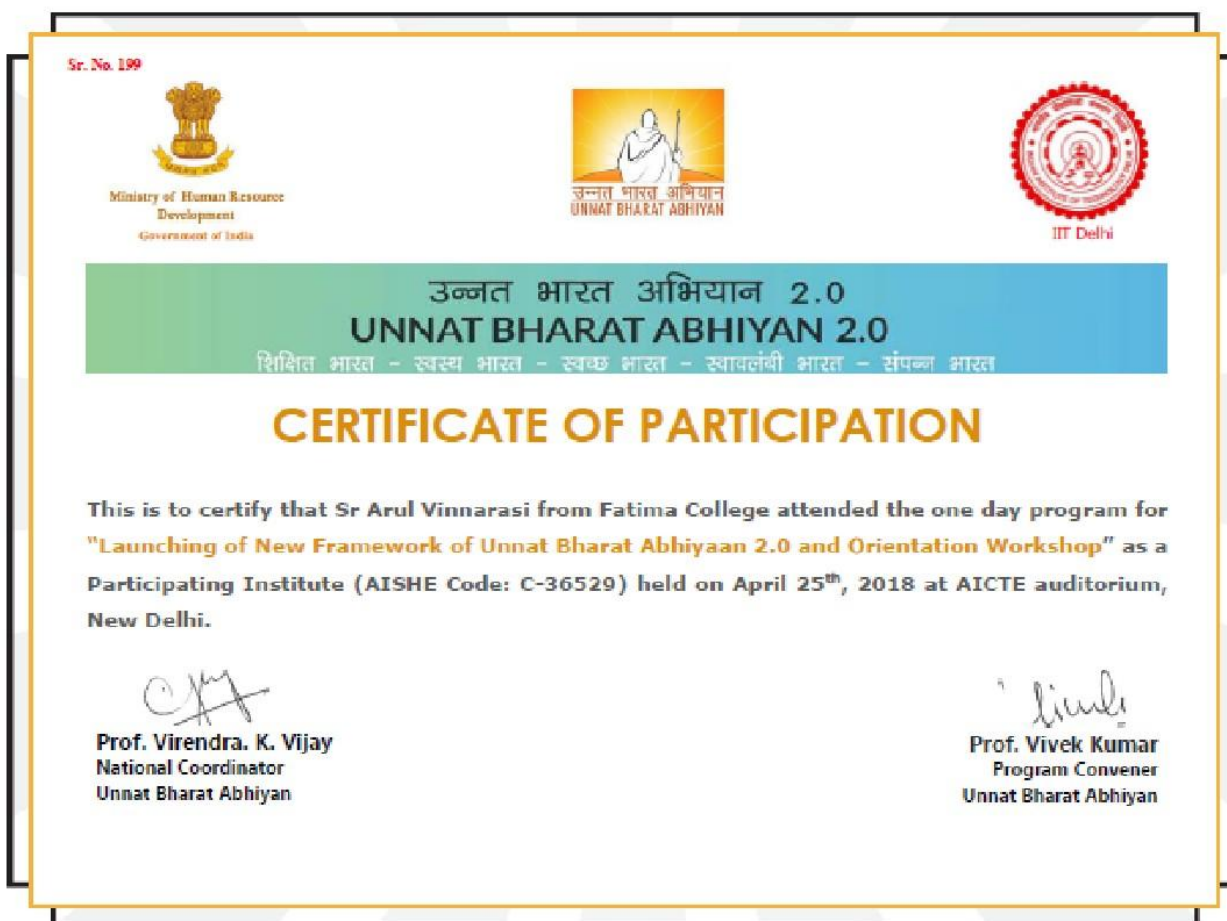 Sr. No. 199
Ministry of Human Resource
Development
Government of India
उन्नत भारत अभियान
UNNAT BHARAT ABHIYAN
IIT Delhi
उन्नत भारत अभियान 2.0
UNNAT BHARAT ABHIYAN 2.0
शिक्षित भारत - स्वस्थ भारत - स्वच्छ भारत - स्वावलंबी भारत - संपन्न भारत
CERTIFICATE OF PARTICIPATION
This is to certify that Sr Arul Vinnarasi from Fatima College attended the one day program for
"Launching of New Framework of Unnat Bharat Abhiyaan 2.0 and Orientation Workshop" as a
Participating Institute (AISHE Code: C-36529) held on April 25th, 2018 at AICTE auditorium,
New Delhi.
Prof. Virendra. K. Vijay
National Coordinator
Unnat Bharat Abhiyan
Prof. Vivek Kumar
Program Convener
Unnat Bharat Abhiyan